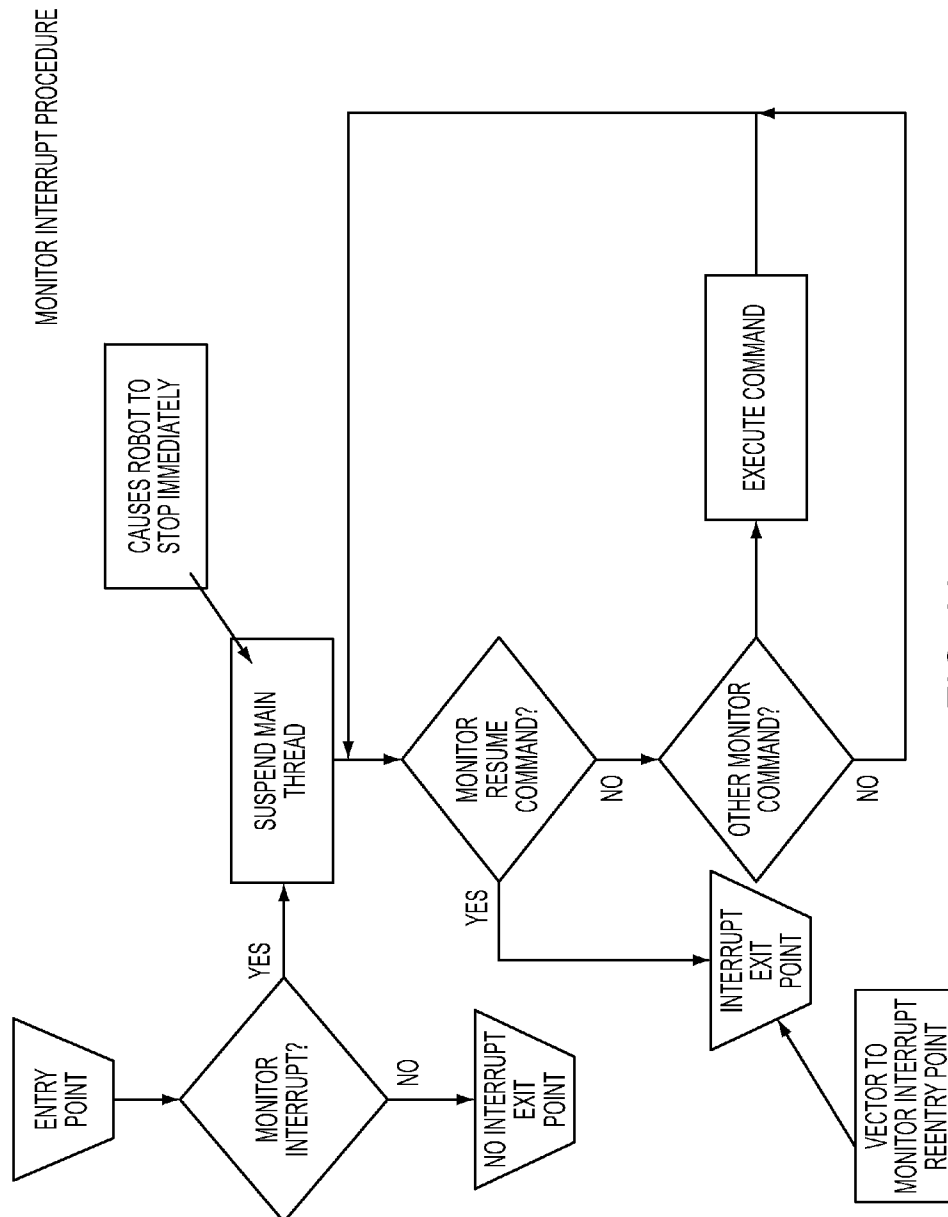 MONITOR INTERRUPT PROCEDURE
ENTRY
POINT
MONITOR
INTERRUPT?
YES
NO
NO INTERRUPT
EXIT
POINT
SUSPEND MAIN
THREAD
CAUSES ROBOT TO
STOP IMMEDIATELY
MONITOR
RESUME
COMMAND?
YES
NO
INTERRUPT
EXIT
POINT
VECTOR TO
MONITOR INTERRUPT
REENTRY POINT
OTHER MONITOR
COMMAND?
NO
EXECUTE COMMAND
FIG.